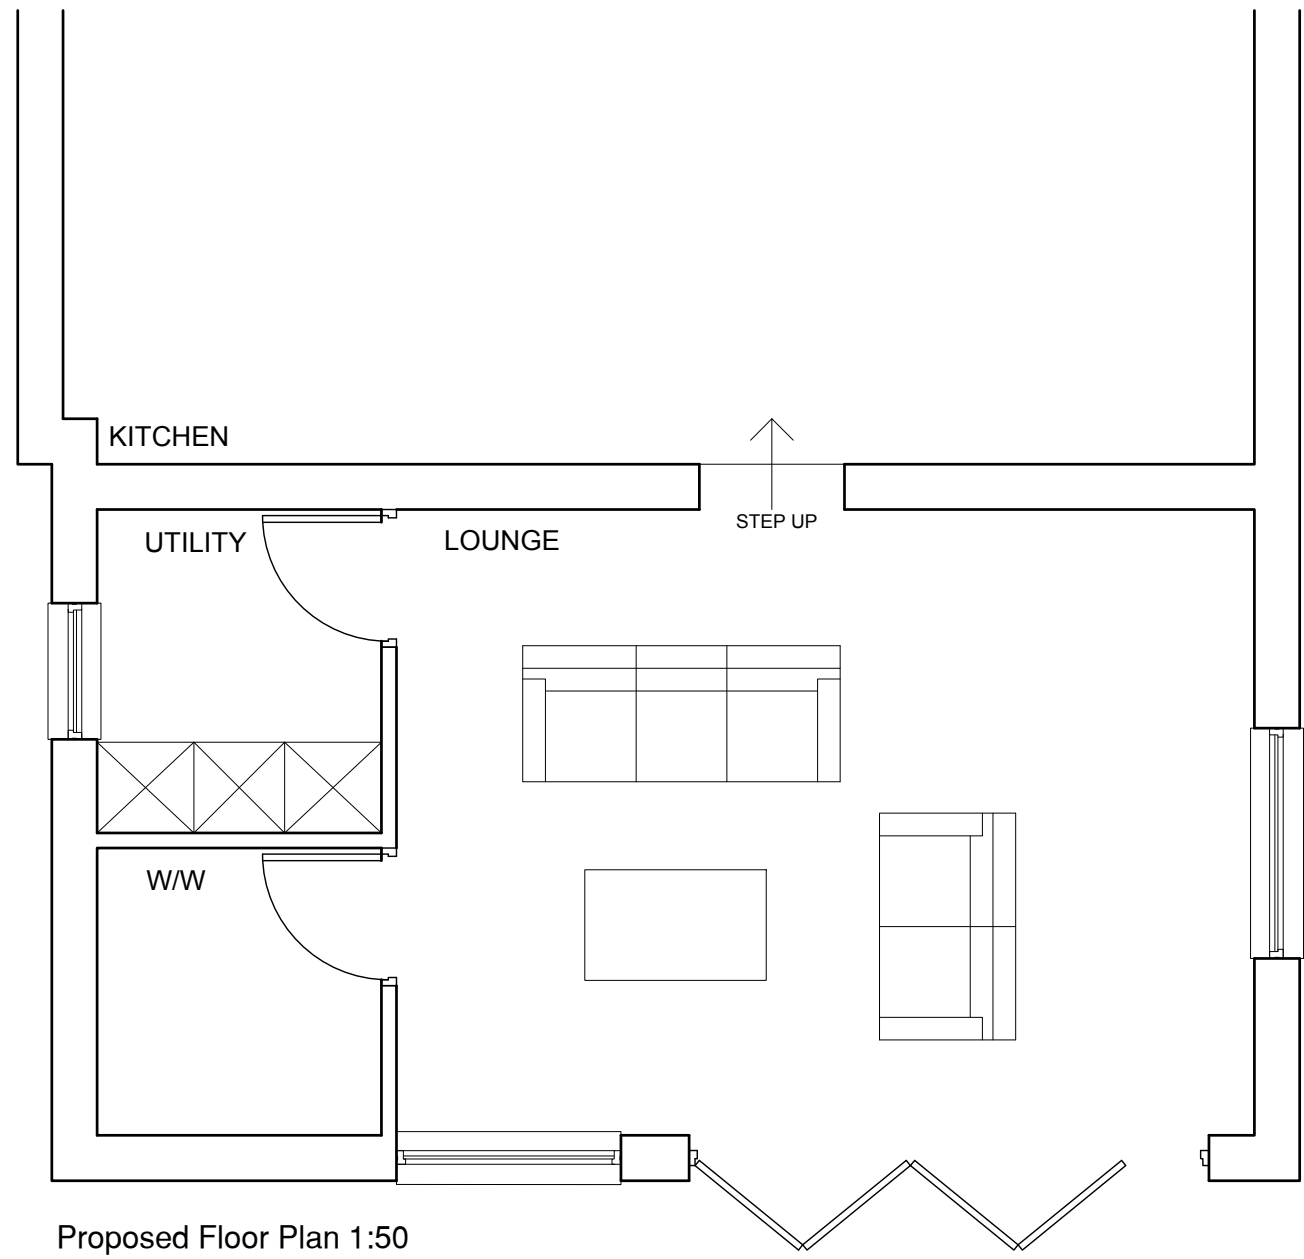 KITCHEN
STEP UP
UTILITY
LOUNGE
W/W
Proposed Floor Plan 1:50